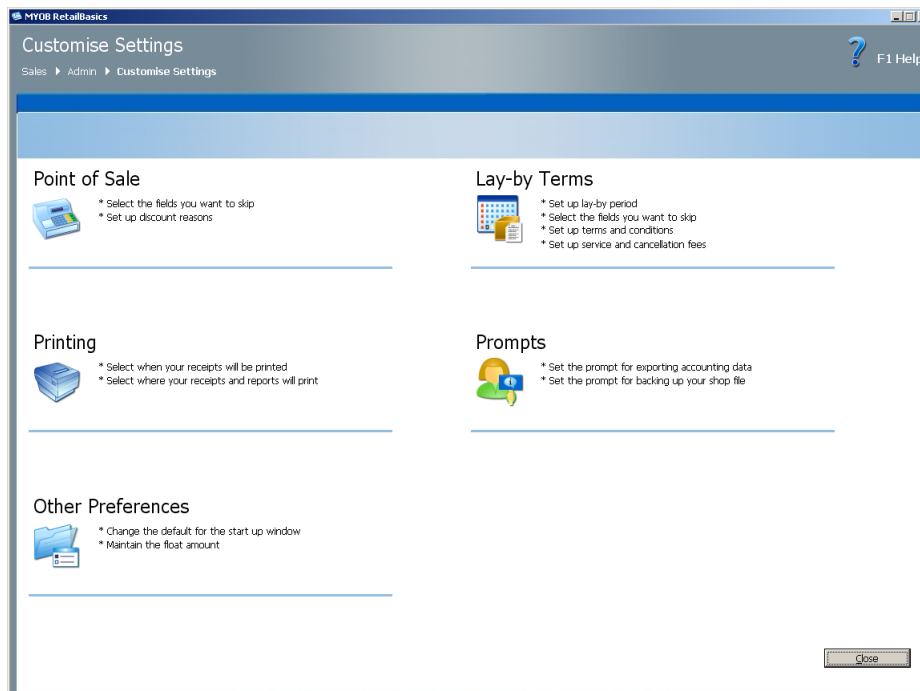 MYOB RetailBasics
Customise Settings
Sales Admin Customise Settings
F1 Help
Point of Sale
* Select the fields you want to skip
* Set up discount reasons
Lay-by Terms
* Set up lay-by period
* Select the fields you want to skip
* Set up terms and conditions
* Set up service and cancellation fees
Printing
* Select when your receipts will be printed
* Select where your receipts and reports will print
Prompts
* Set the prompt for exporting accounting data
* Set the prompt for backing up your shop file
Other Preferences
* Change the default for the start up window
* Maintain the float amount
Close